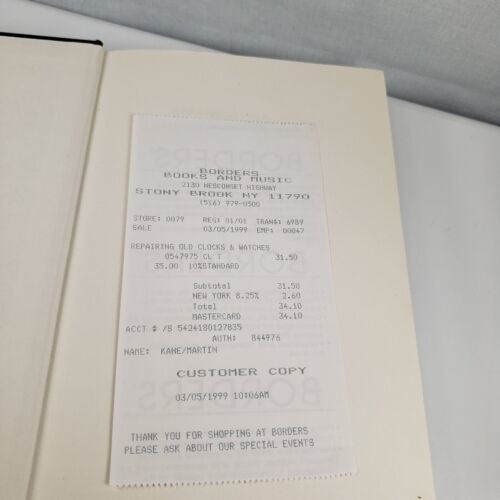 BORDERS
BOOKS AND MUSIC
2130 NESCONSET HIGHWAY
STONY BROOK NY 11790
(516) 979-0500
STORE: 0079 REG: 01/01 TRAN#: 6989
SALE 03/05/1999 EMP: 00047
REPAIRING OLD CLOCKS & WATCHES
0547975 CL T 31.50
35.00 10%STANDARD
Subtotal 31.50
NEW YORK 8.25% 2.60
Total 34.10
MASTERCARD 34.10
ACCT # /S 5424180127835
AUTH: 844976
NAME: KANE/MARTIN
CUSTOMER COPY
03/05/1999 10:06AM
THANK YOU FOR SHOPPING AT BORDERS
PLEASE ASK ABOUT OUR SPECIAL EVENTS